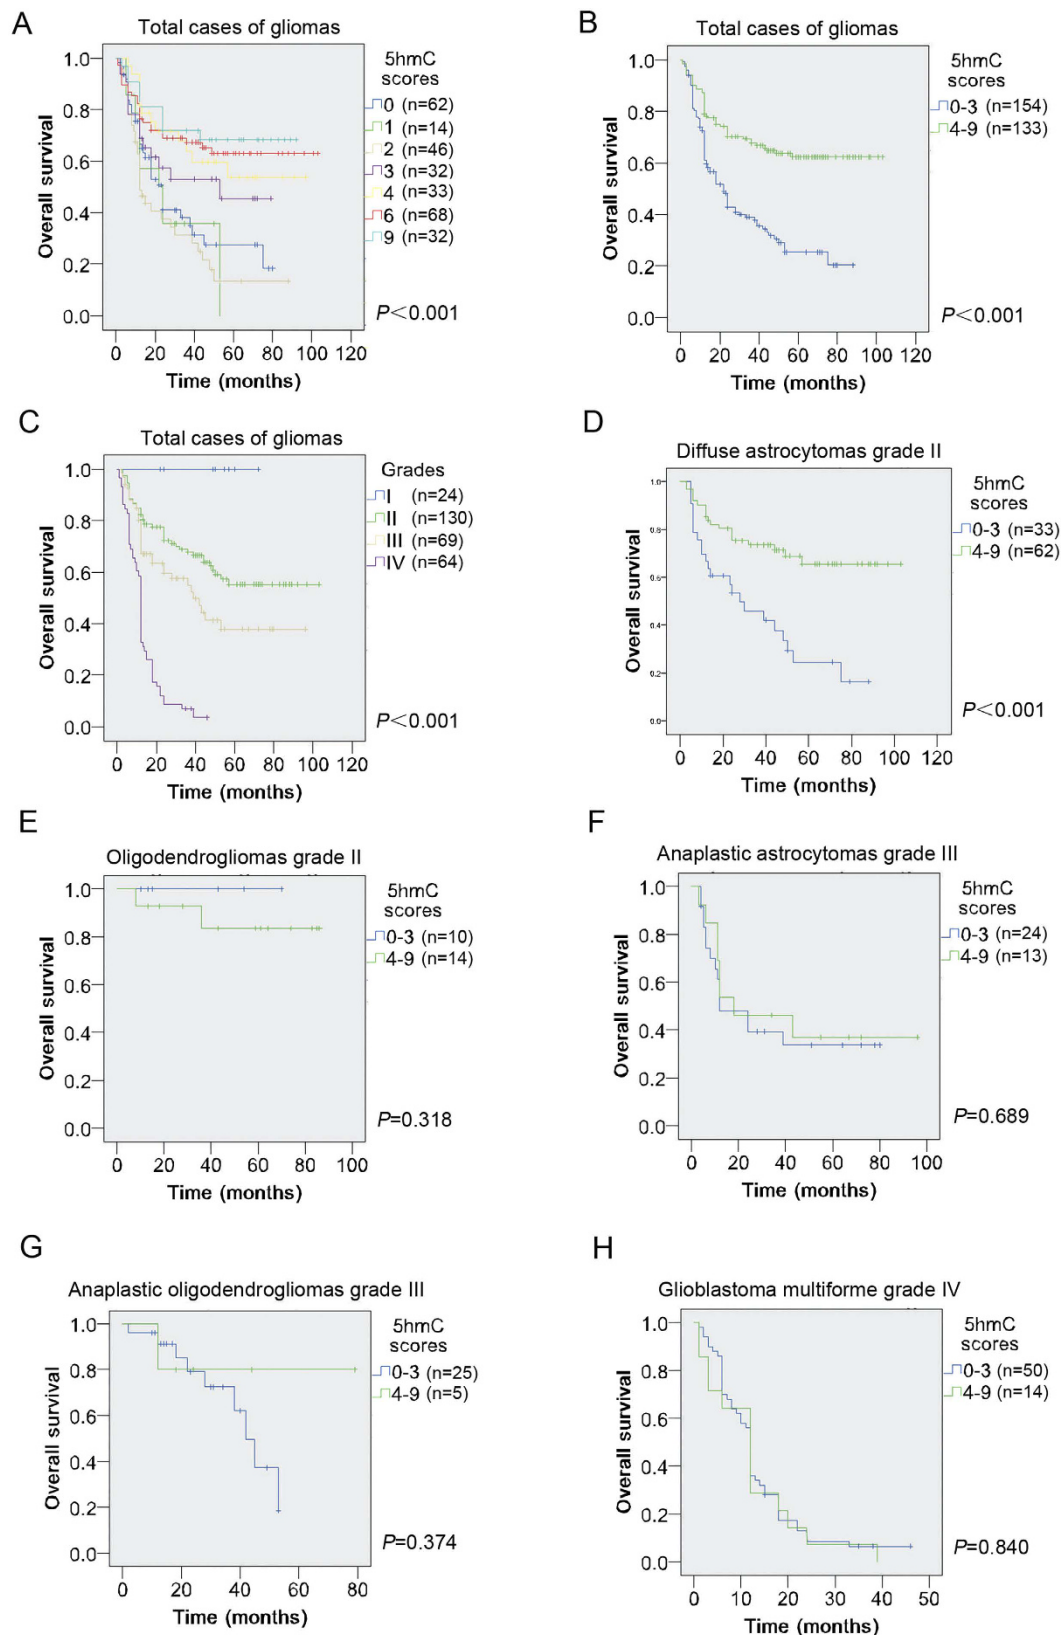 A
Total cases of gliomas
5hmC
scores
0 (n=62)
1 (n=14)
2 (n=46)
3 (n=32)
4 (n=33)
6 (n=68)
9 (n=32)
P<0.001
Overall survival
1.0
0.8
0.6
0.4
0.2
0.0
0 20 40 60 80 100 120
Time (months)
B
Total cases of gliomas
5hmC
scores
0-3 (n=154)
4-9 (n=133)
P<0.001
Overall survival
1.0
0.8
0.6
0.4
0.2
0.0
0 20 40 60 80 100 120
Time (months)
C
Total cases of gliomas
Grades
I (n=24)
II (n=130)
III (n=69)
IV (n=64)
P<0.001
Overall survival
1.0
0.8
0.6
0.4
0.2
0.0
0 20 40 60 80 100 120
Time (months)
D
Diffuse astrocytomas grade II
5hmC
scores
0-3 (n=33)
4-9 (n=62)
P<0.001
Overall survival
1.0
0.8
0.6
0.4
0.2
0.0
0 20 40 60 80 100 120
Time (months)
E
Oligodendrogliomas grade II
5hmC
scores
0-3 (n=10)
4-9 (n=14)
P=0.318
Overall survival
1.0
0.8
0.6
0.4
0.2
0.0
0 20 40 60 80 100
Time (months)
F
Anaplastic astrocytomas grade III
5hmC
scores
0-3 (n=24)
4-9 (n=13)
P=0.689
Overall survival
1.0
0.8
0.6
0.4
0.2
0.0
0 20 40 60 80 100
Time (months)
G
Anaplastic oligodendrogliomas grade III
5hmC
scores
0-3 (n=25)
4-9 (n=5)
P=0.374
Overall survival
1.0
0.8
0.6
0.4
0.2
0.0
0 20 40 60 80
Time (months)
H
Glioblastoma multiforme grade IV
5hmC
scores
0-3 (n=50)
4-9 (n=14)
P=0.840
Overall survival
1.0
0.8
0.6
0.4
0.2
0.0
0 10 20 30 40 50
Time (months)